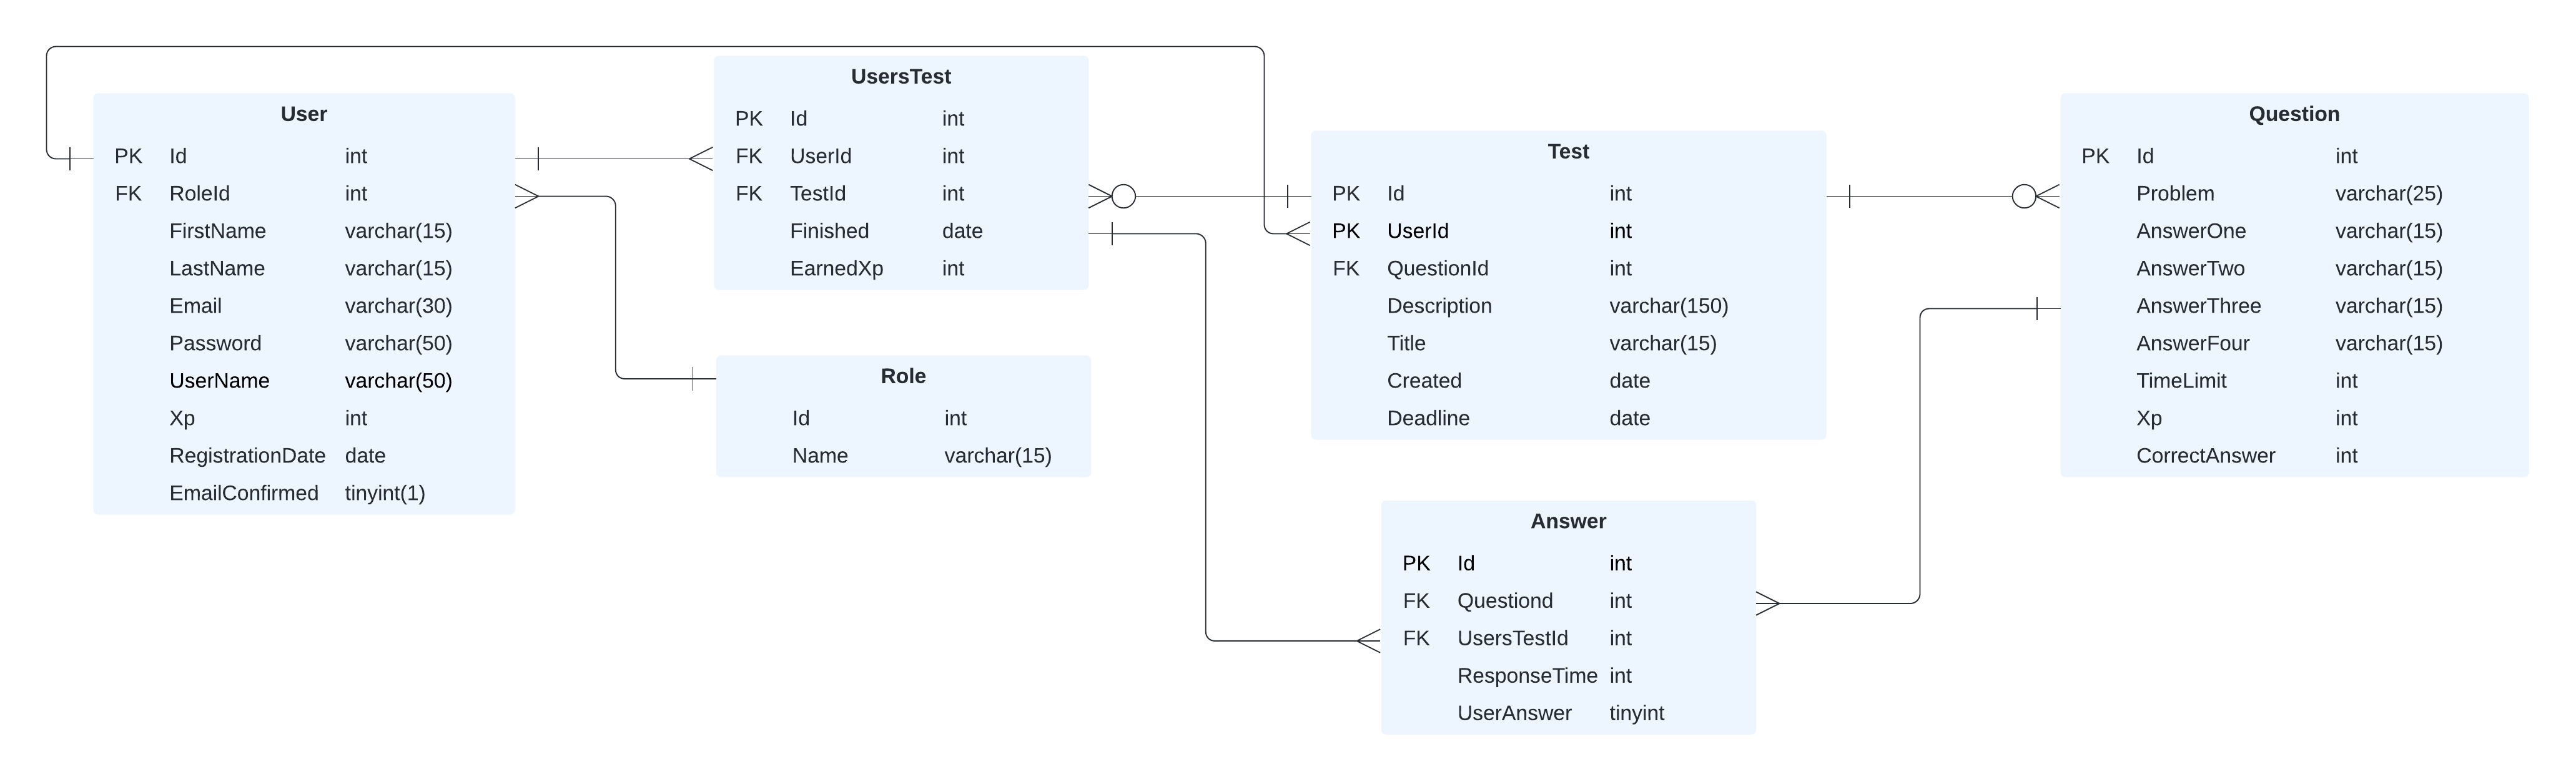 User
PK Id int
FK RoleId int
FirstName varchar(15)
LastName varchar(15)
Email varchar(30)
Password varchar(50)
UserName varchar(50)
Xp int
RegistrationDate date
EmailConfirmed tinyint(1)
UsersTest
PK Id int
FK UserId int
FK TestId int
Finished date
EarnedXp int
Role
Id int
Name varchar(15)
Test
PK Id int
PK UserId int
FK QuestionId int
Description varchar(150)
Title varchar(15)
Created date
Deadline date
Answer
PK Id int
FK Questiond int
FK UsersTestId int
ResponseTime int
UserAnswer tinyint
Question
PK Id int
Problem varchar(25)
AnswerOne varchar(15)
AnswerTwo varchar(15)
AnswerThree varchar(15)
AnswerFour varchar(15)
TimeLimit int
Xp int
CorrectAnswer int